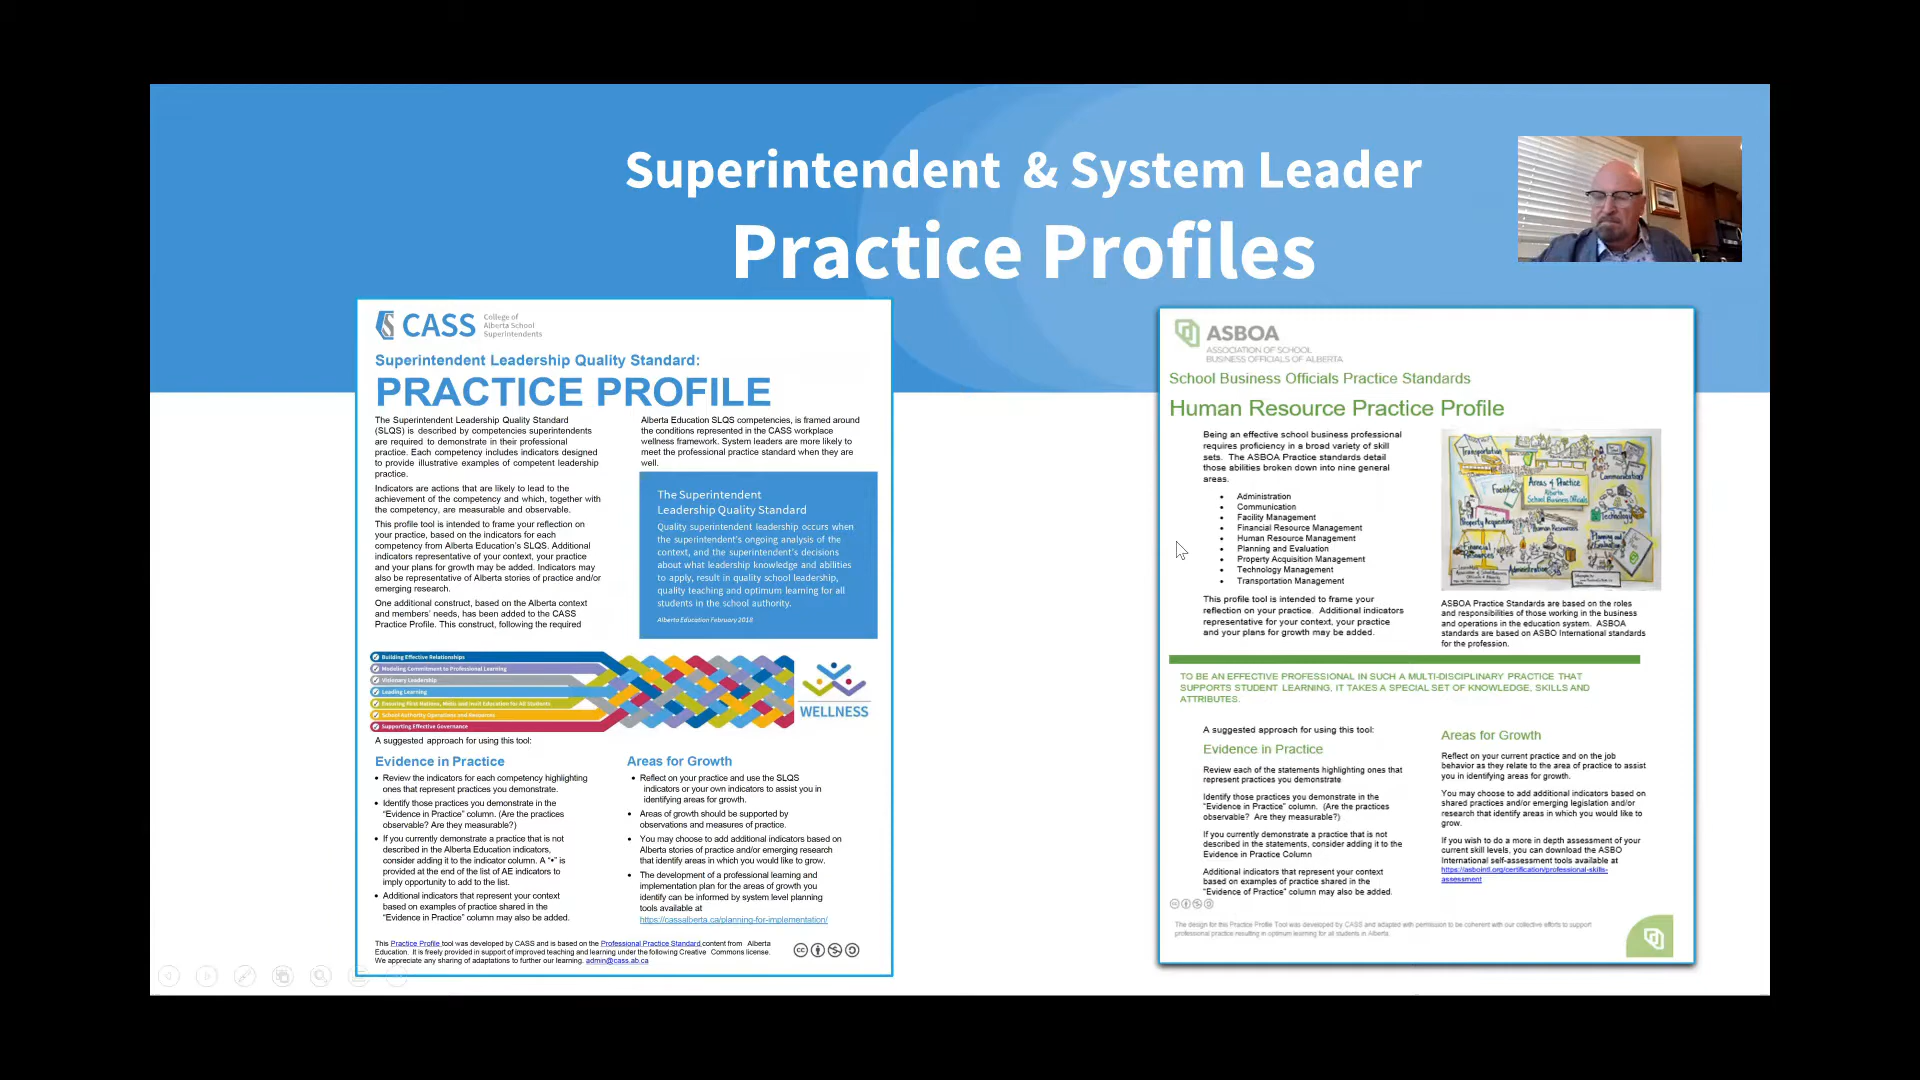 Superintendent & System Leader
Practice Profiles
CASS
College of
Alberta School
Superintendents
Superintendent Leadership Quality Standard:
PRACTICE PROFILE
The Superintendent Leadership Quality Standard
(SLQS) is described by competencies superintendents
are required to demonstrate in their professional
practice. Each competency includes indicators designed
to provide illustrative examples of competent leadership
practice.
Indicators are actions that are likely to lead to the
achievement of the competency and which, together with
the competency, are measurable and observable.
This profile tool is intended to frame your reflection on
your practice, based on the indicators for each
competency from Alberta Education's SLQS. Additional
indicators representative of your context, your practice
and your plans for growth may be added. Indicators may
also be representative of Alberta stories of practice and/or
emerging research.
One additional construct, based on the Alberta context
and members' needs, has been added to the CASS
Practice Profile. This construct, following the required
Alberta Education SLQS competencies, is framed around
the conditions represented in the CASS workplace
wellness framework. System leaders are more likely to
meet the professional practice standard when they are
well.
The Superintendent
Leadership Quality Standard
Quality superintendent leadership occurs when
the superintendent's ongoing analysis of the
context, and the superintendent's decisions
about what leadership knowledge and abilities
to apply, result in quality school leadership,
quality teaching and optimum learning for all
students in the school authority.
Alberta Education February 2018
Building Effective Relationships
Modeling Commitment to Professional Learning
Visionary Leadership
Leading Learning
Ensuring First Nations, Métis and Inuit Education for All Students
School Authority Operations and Resources
Supporting Effective Governance
WELLNESS
A suggested approach for using this tool:
Evidence in Practice
• Review the indicators for each competency highlighting
ones that represent practices you demonstrate.
• Identify those practices you demonstrate in the
"Evidence in Practice" column. (Are the practices
observable? Are they measurable?)
• If you currently demonstrate a practice that is not
described in the Alberta Education indicators,
consider adding it to the indicator column. A "•" is
provided at the end of the list of AE indicators to
imply opportunity to add to the list.
• Additional indicators that represent your context
based on examples of practice shared in the
"Evidence in Practice" column may also be added.
Areas for Growth
• Reflect on your practice and use the SLQS
indicators or your own indicators to assist you in
identifying areas for growth.
• Areas of growth should be supported by
observations and measures of practice.
• You may choose to add additional indicators based on
Alberta stories of practice and/or emerging research
that identify areas in which you would like to grow.
• The development of a professional learning and
implementation plan for the areas of growth you
identify can be informed by system level planning
tools available at
https://cassalberta.ca/planning-for-implementation/
This Practice Profile tool was developed by CASS and is based on the Professional Practice Standard content from Alberta
Education. It is freely provided in support of improved teaching and learning under the following Creative Commons license.
We appreciate any sharing of adaptations to further our learning. admin@cass.ab.ca
ASBOA
ASSOCIATION OF SCHOOL
BUSINESS OFFICIALS OF ALBERTA
School Business Officials Practice Standards
Human Resource Practice Profile
Being an effective school business professional
requires proficiency in a broad variety of skill
sets. The ASBOA Practice standards detail
those abilities broken down into nine general
areas.
• Administration
• Communication
• Facility Management
• Financial Resource Management
• Human Resource Management
• Planning and Evaluation
• Property Acquisition Management
• Technology Management
• Transportation Management
This profile tool is intended to frame your
reflection on your practice. Additional indicators
representative for your context, your practice
and your plans for growth may be added.
Transportation
Communication
Facilities
Areas of Practice
Alberta
School Business Officials
Technology
Property Acquisition
Human Resources
Planning and Evaluation
Financial Resources
Administration
ASBOA Practice Standards are based on the roles
and responsibilities of those working in the business
and operations in the education system. ASBOA
standards are based on ASBO International standards
for the profession.
TO BE AN EFFECTIVE PROFESSIONAL IN SUCH A MULTI-DISCIPLINARY PRACTICE THAT
SUPPORTS STUDENT LEARNING, IT TAKES A SPECIAL SET OF KNOWLEDGE, SKILLS AND
ATTRIBUTES.
A suggested approach for using this tool:
Evidence in Practice
Review each of the statements highlighting ones that
represent practices you demonstrate
Identify those practices you demonstrate in the
"Evidence in Practice" column. (Are the practices
observable? Are they measurable?)
If you currently demonstrate a practice that is not
described in the statements, consider adding it to the
Evidence in Practice Column
Additional indicators that represent your context
based on examples of practice shared in the
"Evidence of Practice" column may also be added.
Areas for Growth
Reflect on your current practice and on the job
behavior as they relate to the area of practice to assist
you in identifying areas for growth.
You may choose to add additional indicators based on
shared practices and/or emerging legislation and/or
research that identify areas in which you would like to
grow.
If you wish to do a more in depth assessment of your
current skill levels, you can download the ASBO
International self-assessment tools available at
https://asbointl.org/certification/professional-skills-
assessment
The design for this Practice Profile Tool was developed by CASS and adapted with permission to be coherent with our collective efforts to support
professional practice resulting in optimum learning for all students in Alberta.